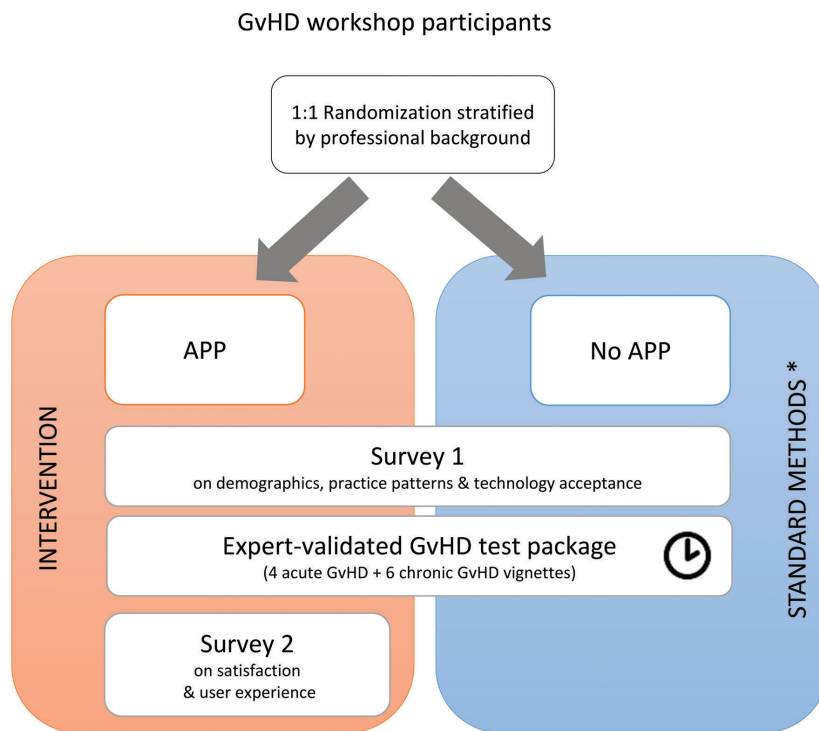 GvHD workshop participants
1:1 Randomization stratified
by professional background
APP
No APP
INTERVENTION
STANDARD METHODS *
Survey 1
on demographics, practice patterns & technology acceptance
Expert-validated GvHD test package
(4 acute GvHD + 6 chronic GvHD vignettes)
Survey 2
on satisfaction
& user experience